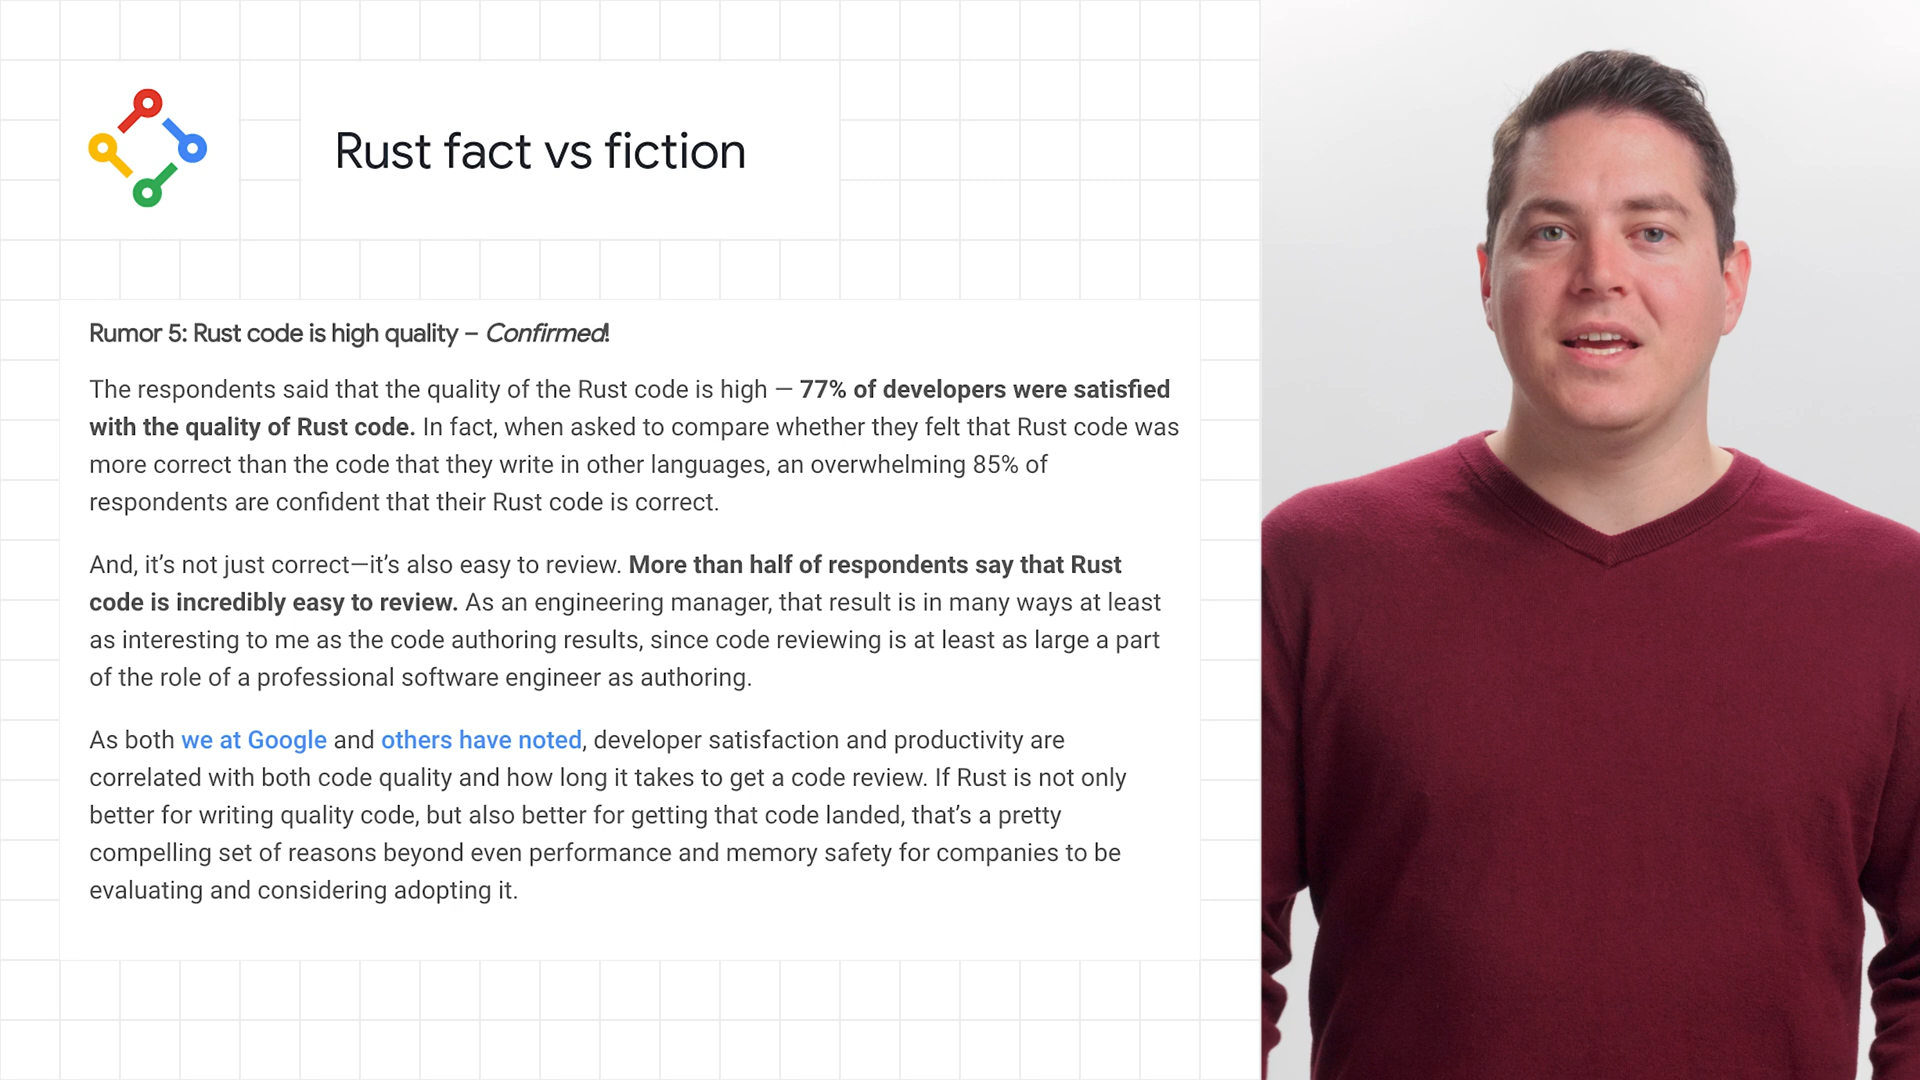 Rust fact vs fiction
Rumor 5: Rust code is high quality – Confirmed!
The respondents said that the quality of the Rust code is high — 77% of developers were satisfied
with the quality of Rust code. In fact, when asked to compare whether they felt that Rust code was
more correct than the code that they write in other languages, an overwhelming 85% of
respondents are confident that their Rust code is correct.
And, it’s not just correct—it’s also easy to review. More than half of respondents say that Rust
code is incredibly easy to review. As an engineering manager, that result is in many ways at least
as interesting to me as the code authoring results, since code reviewing is at least as large a part
of the role of a professional software engineer as authoring.
As both we at Google and others have noted, developer satisfaction and productivity are
correlated with both code quality and how long it takes to get a code review. If Rust is not only
better for writing quality code, but also better for getting that code landed, that’s a pretty
compelling set of reasons beyond even performance and memory safety for companies to be
evaluating and considering adopting it.